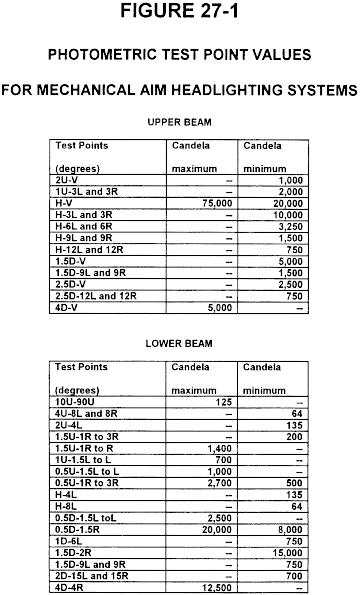 FIGURE 27-1
PHOTOMETRIC TEST POINT VALUES
FOR MECHANICAL AIM HEADLIGHTING SYSTEMS
UPPER BEAM
Test Points Candela Candela
(degrees) maximum minimum
2U-V -- 1,000
1U-3L and 3R -- 2,000
H-V 75,000 20,000
H-3L and 3R -- 10,000
H-6L and 6R -- 3,250
H-9L and 9R -- 1,500
H-12L and 12R -- 750
1.5D-V -- 5,000
1.5D-9L and 9R -- 1,500
2.5D-V -- 2,500
2.5D-12L and 12R -- 750
4D-V 5,000 --
LOWER BEAM
Test Points Candela Candela
(degrees) maximum minimum
10U-90U 125 --
4U-8L and 8R -- 64
2U-4L -- 135
1.5U-1R to 3R -- 200
1.5U-1R to R 1,400 --
1U-1.5L to L 700 --
0.5U-1.5L to L 1,000 --
0.5U-1R to 3R 2,700 500
H-4L -- 135
H-8L -- 64
0.5D-1.5L toL 2,500 --
0.5D-1.5R 20,000 8,000
1D-6L -- 750
1.5D-2R -- 15,000
1.5D-9L and 9R -- 750
2D-15L and 15R -- 700
4D-4R 12,500 --